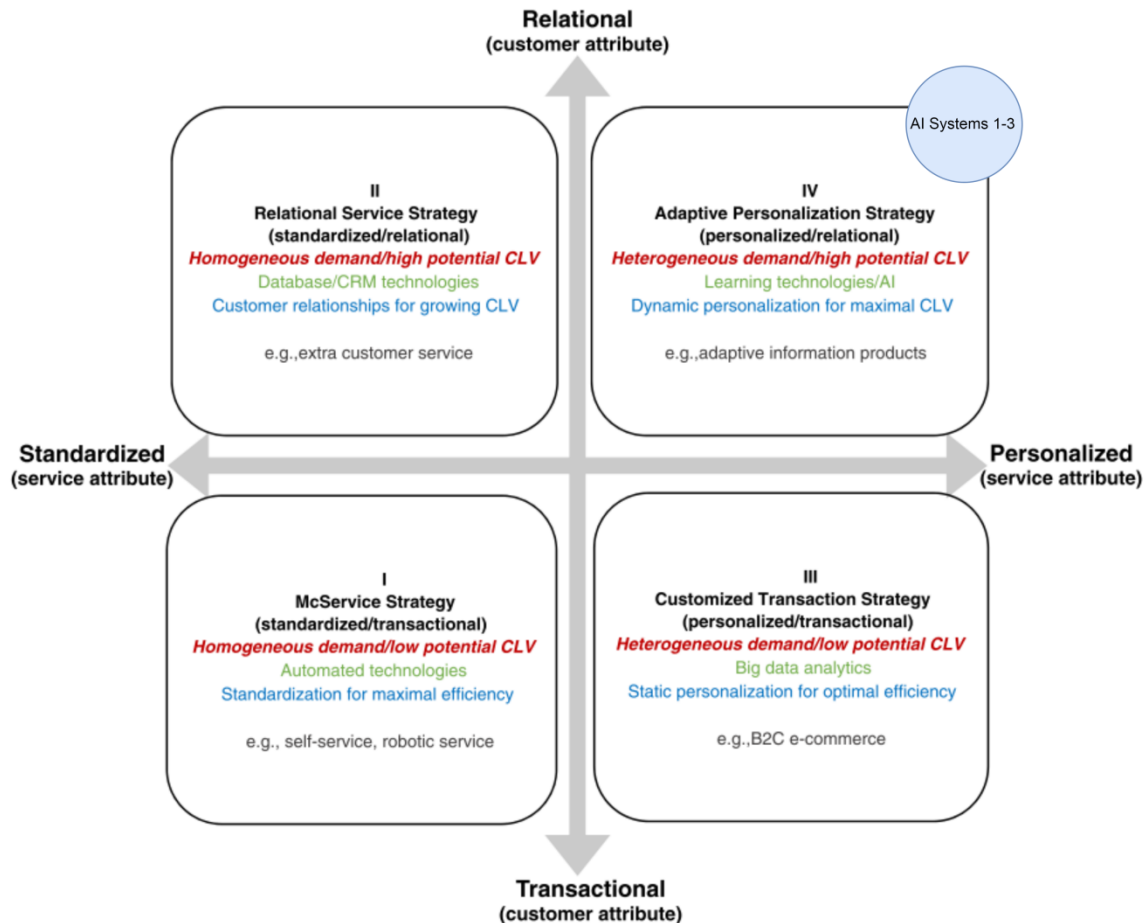 Relational
(customer attribute)
AI Systems 1-3
II
Relational Service Strategy
(standardized/relational)
Homogeneous demand/high potential CLV
Database/CRM technologies
Customer relationships for growing CLV
e.g.,extra customer service
IV
Adaptive Personalization Strategy
(personalized/relational)
Heterogeneous demand/high potential CLV
Learning technologies/AI
Dynamic personalization for maximal CLV
e.g.,adaptive information products
Standardized
(service attribute)
Personalized
(service attribute)
I
McService Strategy
(standardized/transactional)
Homogeneous demand/low potential CLV
Automated technologies
Standardization for maximal efficiency
e.g., self-service, robotic service
III
Customized Transaction Strategy
(personalized/transactional)
Heterogeneous demand/low potential CLV
Big data analytics
Static personalization for optimal efficiency
e.g.,B2C e-commerce
Transactional
(customer attribute)